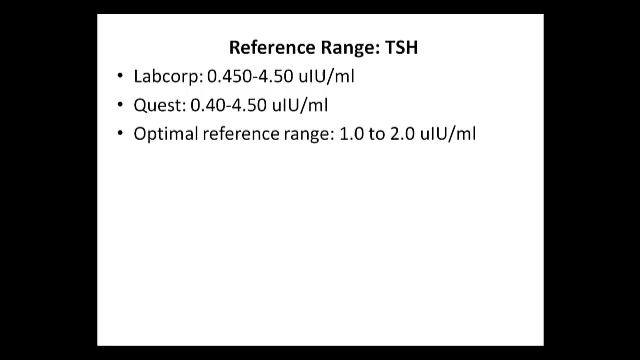 Reference Range: TSH
• Labcorp: 0.450-4.50 uIU/ml
• Quest: 0.40-4.50 uIU/ml
• Optimal reference range: 1.0 to 2.0 uIU/ml